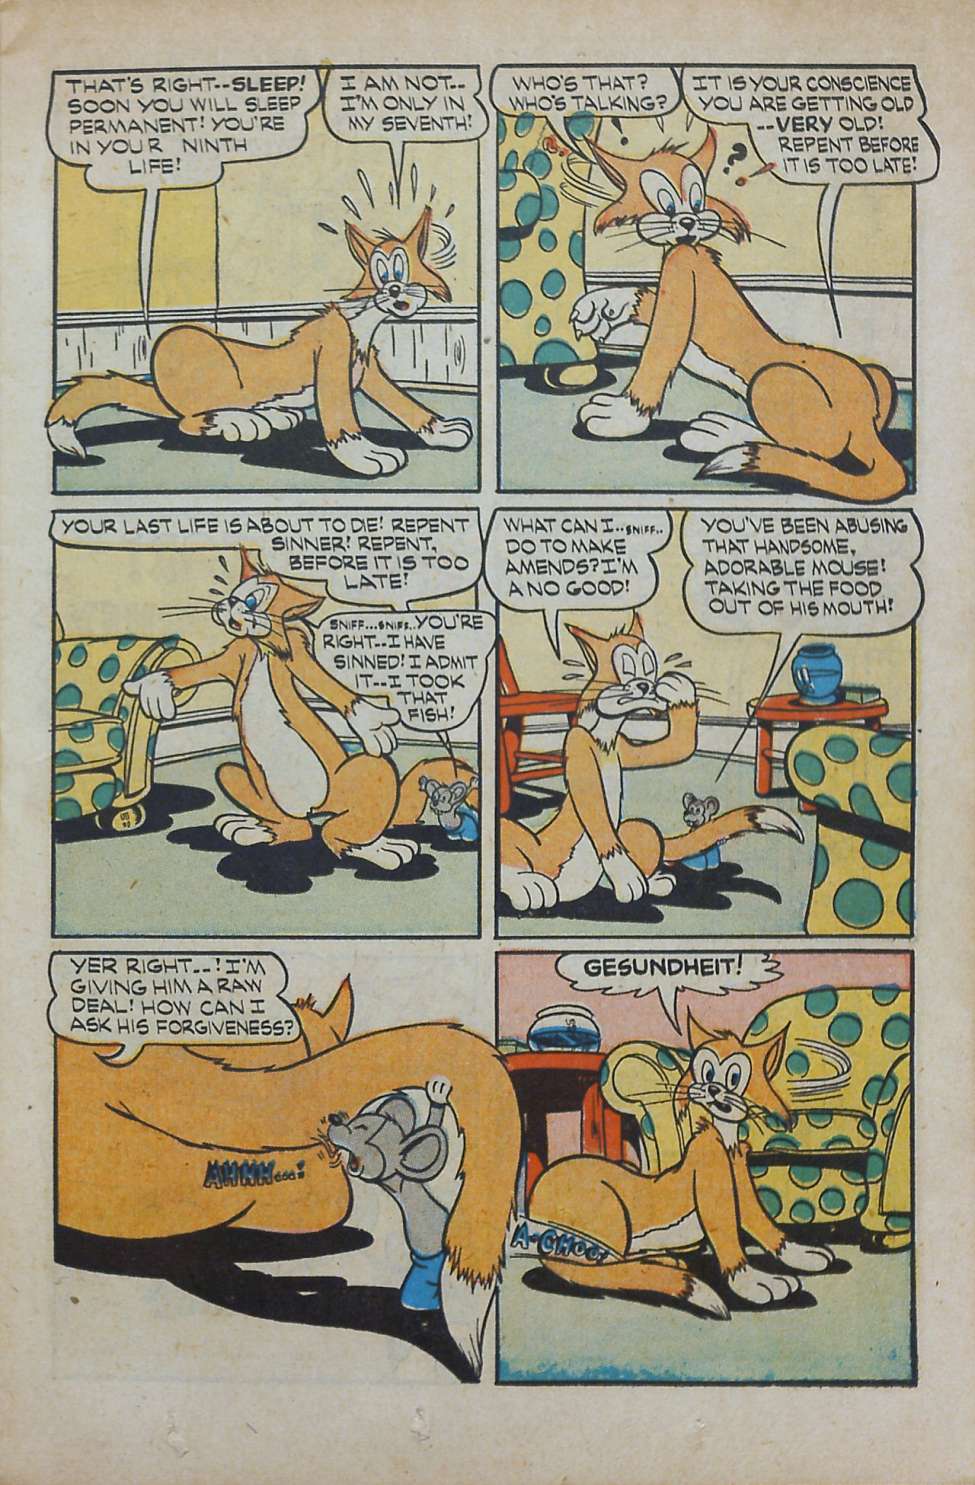 THAT'S RIGHT--SLEEP!
SOON YOU WILL SLEEP
PERMANENT! YOU'RE
IN YOUR NINTH
LIFE!
I AM NOT--
I'M ONLY IN
MY SEVENTH!
WHO'S THAT?
WHO'S TALKING?
!
!
?
!
IT IS YOUR CONSCIENCE
YOU ARE GETTING OLD
--VERY OLD!
REPENT BEFORE
IT IS TOO LATE!
YOUR LAST LIFE IS ABOUT TO DIE! REPENT
SINNER! REPENT,
BEFORE IT IS TOO
LATE!
SNIFF...SNIFF..YOU'RE
RIGHT--I HAVE
SINNED! I ADMIT
IT--I TOOK
THAT
FISH!
WHAT CAN I..SNIFF..
DO TO MAKE
AMENDS? I'M
A NO GOOD!
YOU'VE BEEN ABUSING
THAT HANDSOME,
ADORABLE MOUSE!
TAKING THE FOOD
OUT OF HIS MOUTH!
YER RIGHT--! I'M
GIVING HIM A RAW
DEAL! HOW CAN I
ASK HIS FORGIVENESS?
AHHH...!
GESUNDHEIT!
A-CHOO!